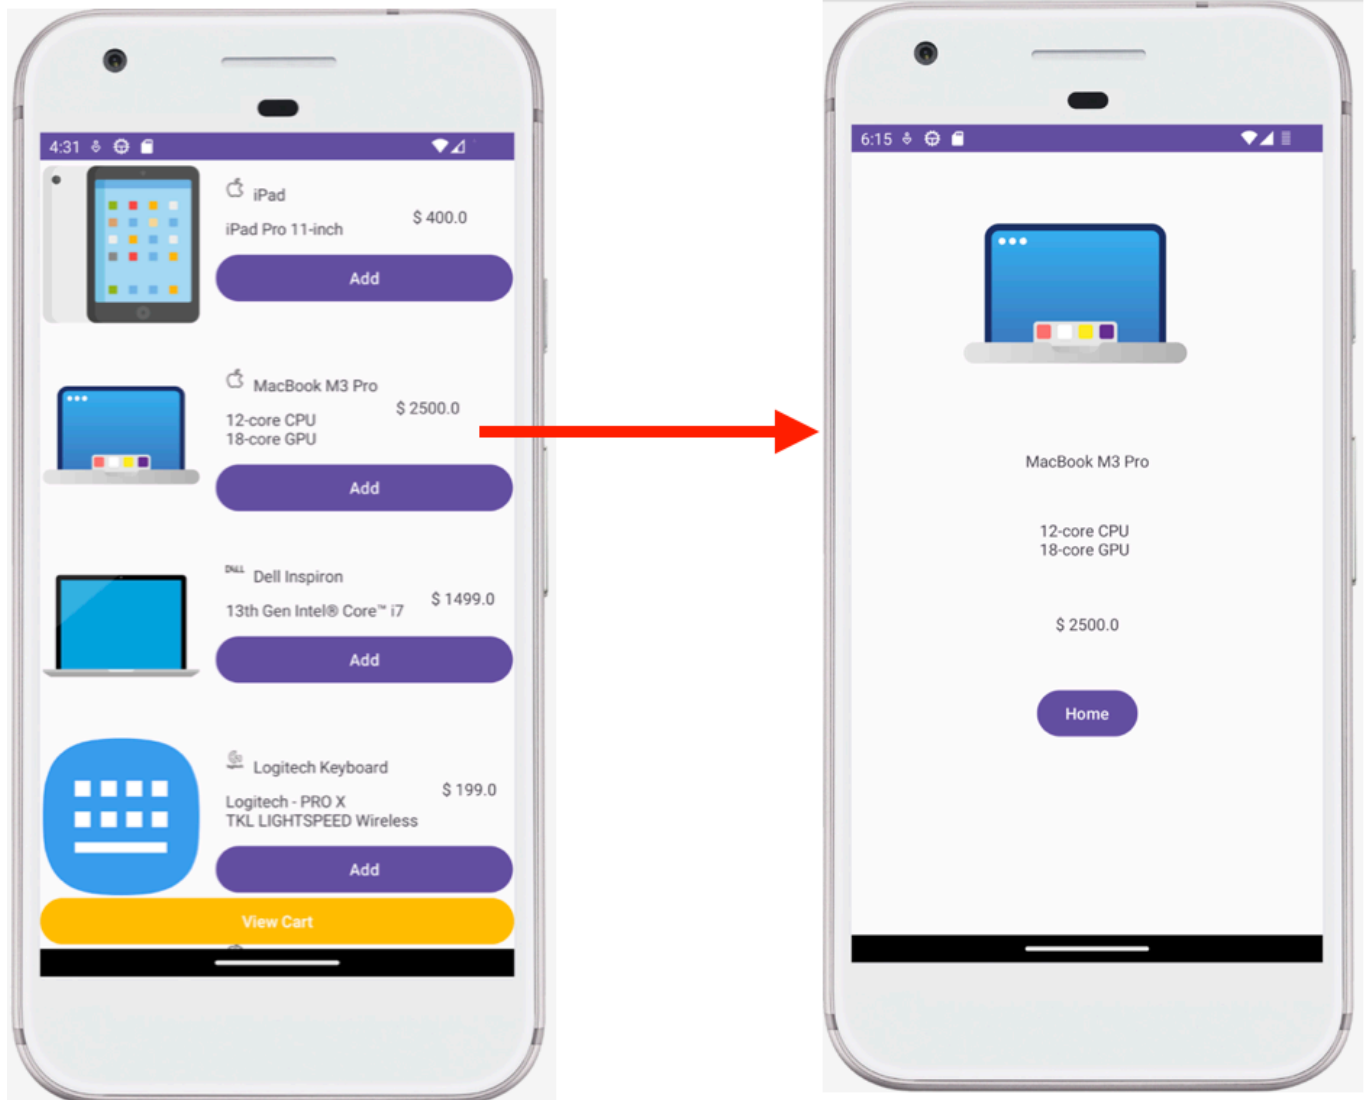 4:31
iPad
iPad Pro 11-inch
$ 400.0
Add
MacBook M3 Pro
12-core CPU
18-core GPU
$ 2500.0
Add
DELL
Dell Inspiron
13th Gen Intel® Core™ i7
$ 1499.0
Add
Logitech Keyboard
Logitech - PRO X
TKL LIGHTSPEED Wireless
$ 199.0
Add
View Cart
6:15
MacBook M3 Pro
12-core CPU
18-core GPU
$ 2500.0
Home